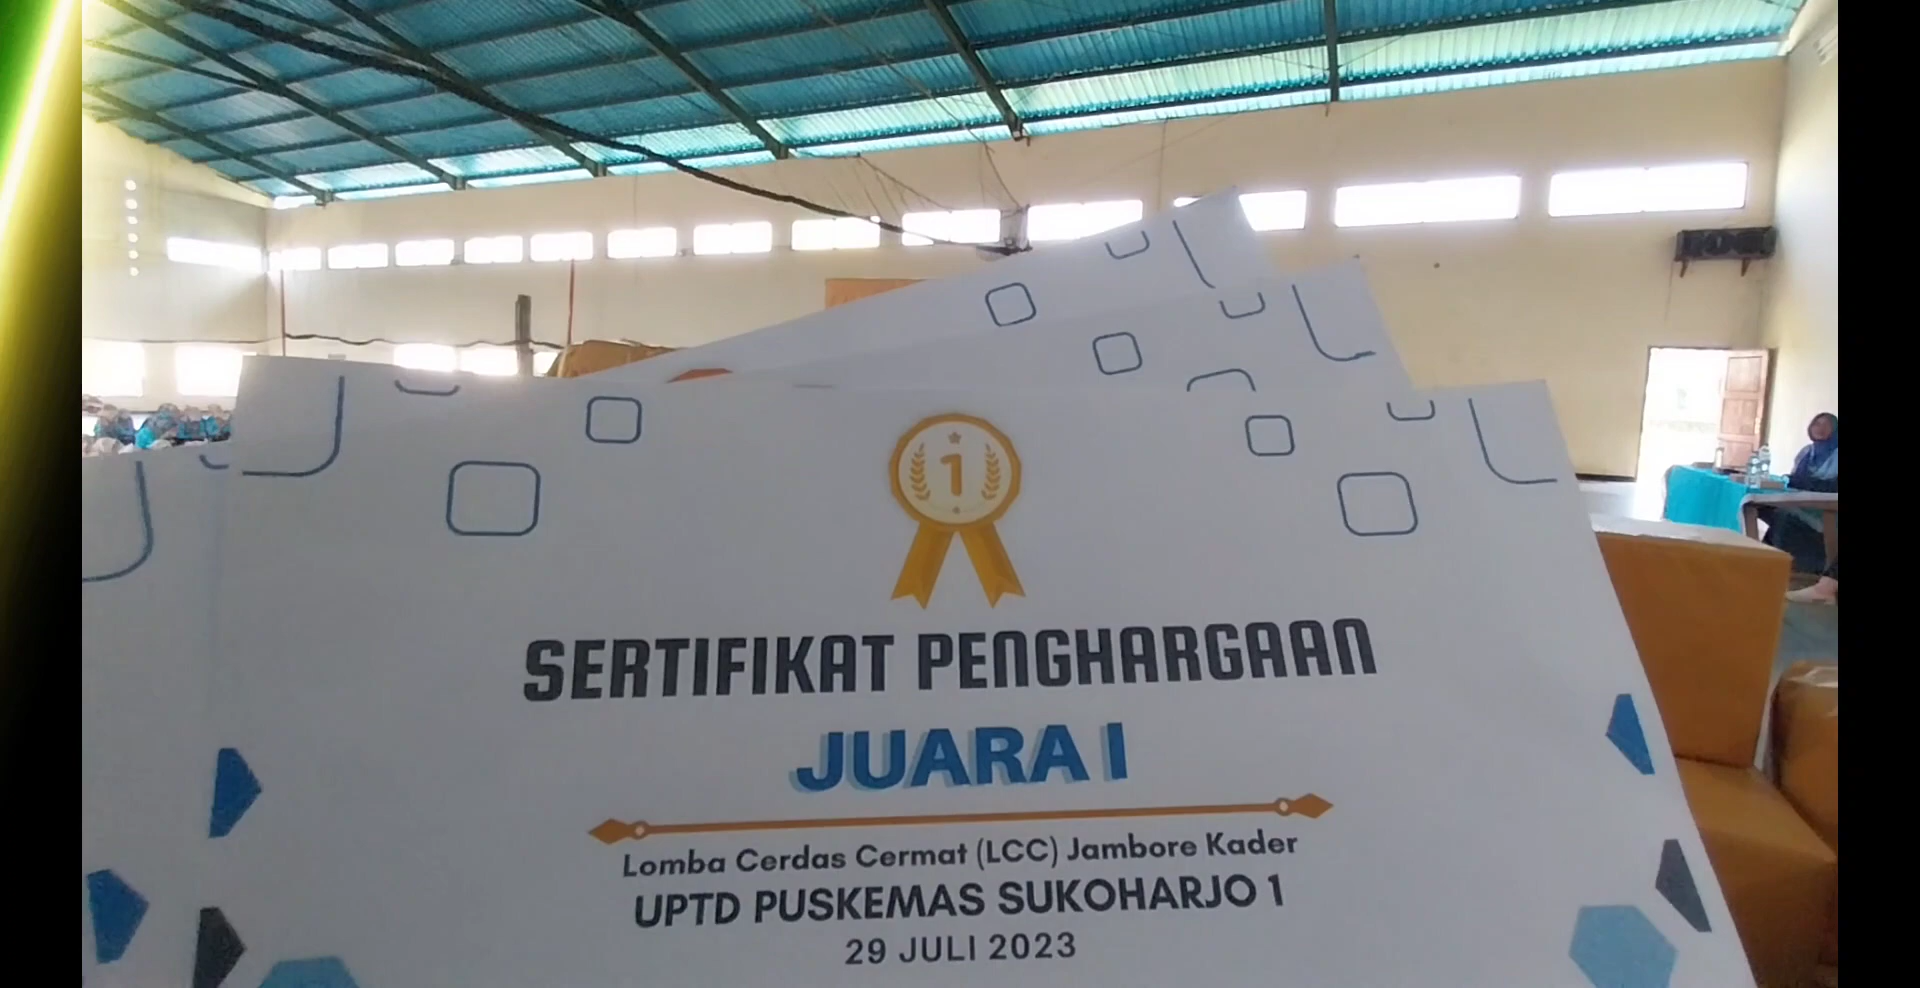 1
SERTIFIKAT PENGHARGAAN
JUARA I
Lomba Cerdas Cermat (LCC) Jambore Kader
UPTD PUSKEMAS SUKOHARJO 1
29 JULI 2023